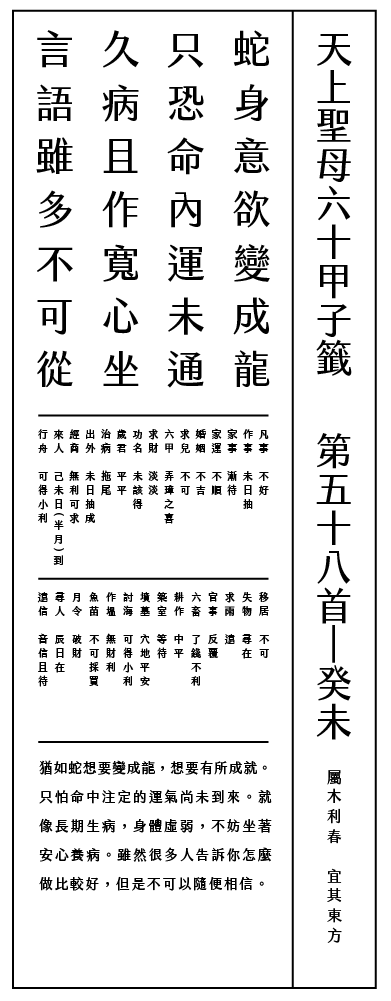 天上聖母六十甲子籤　第五十八首｜癸未
屬木利春　宜其東方
蛇身意欲變成龍
只恐命內運未通
久病且作寬心坐
言語雖多不可從
凡事　不好
作事　未日抽
家事　漸待
家運　不順
婚姻　不吉
求兒　不可
六甲　弄璋之喜
求財　淡淡
功名　未該得
歲君　平平
治病　拖尾
出外　未日抽成
經商　無利可求
來人　己未日(半月)到
行舟　可得小利
移居　不可
失物　尋在
求雨　遠
官事　反覆
六畜　了錢不利
耕作　中平
築室　等待
墳墓　穴地平安
討海　可得小利
作塭　無財利
魚苗　不可採買
月令　破財
尋人　辰日在
遠信　音信且待
猶如蛇想要變成龍，想要有所成就。
只怕命中注定的運氣尚未到來。就
像長期生病，身體虛弱，不妨坐著
安心養病。雖然很多人告訴你怎麼
做比較好，但是不可以隨便相信。